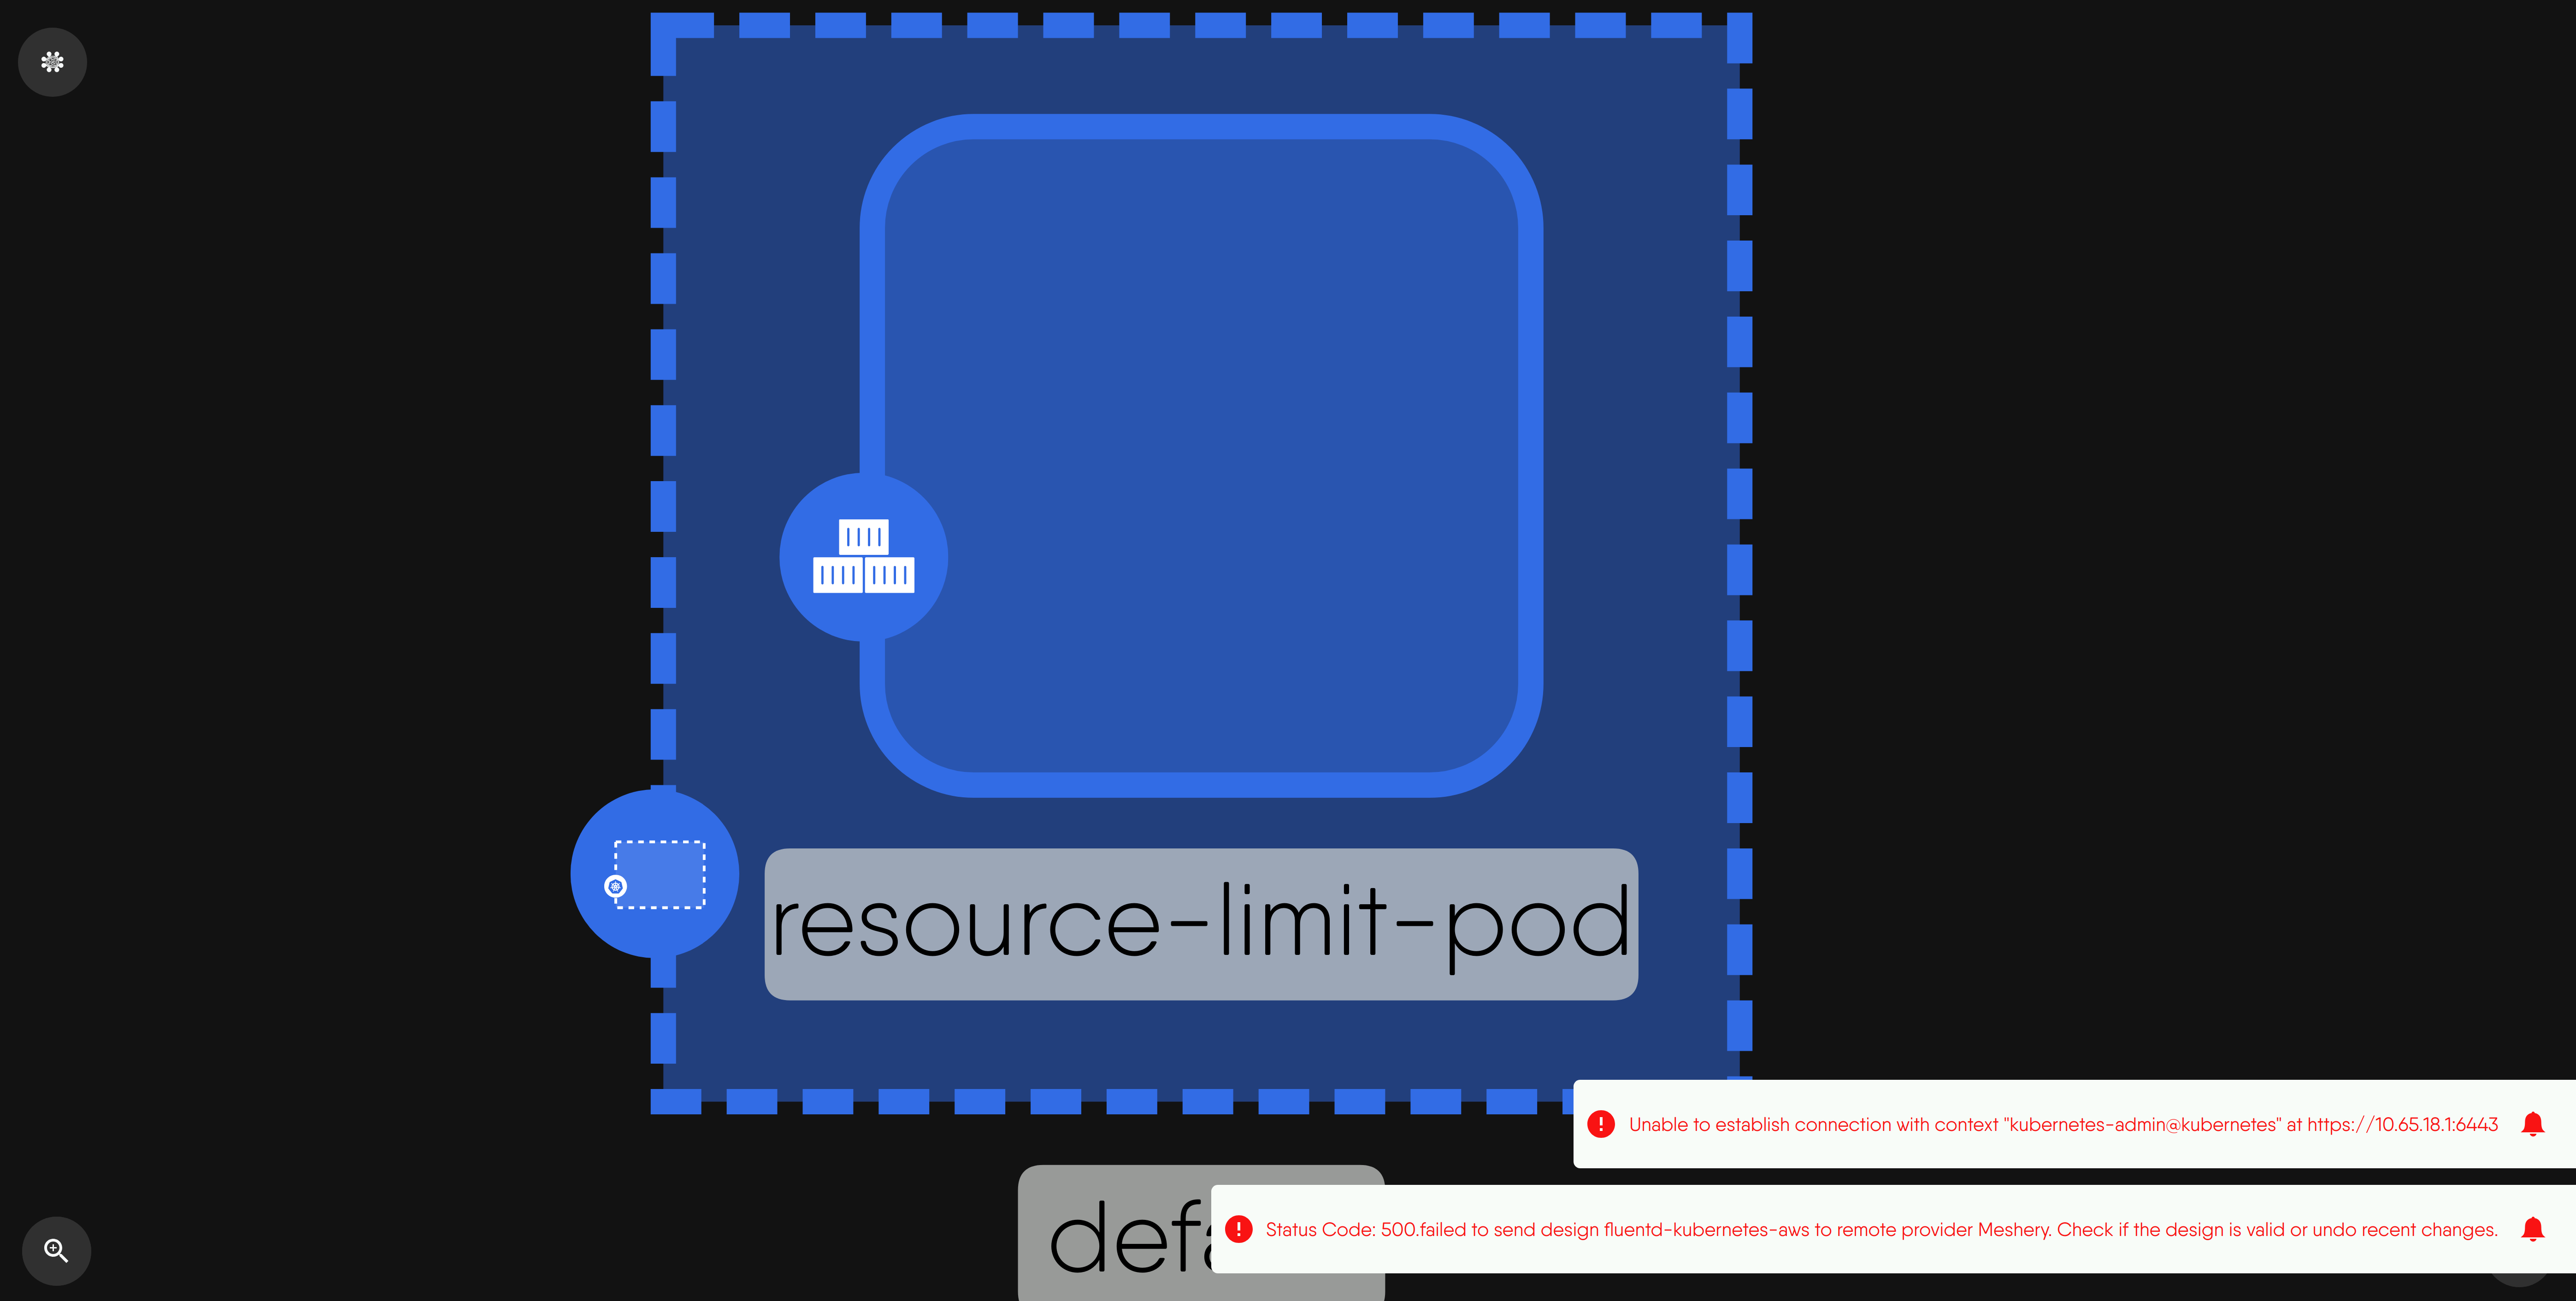 resource-limit-pod
Unable to establish connection with context "kubernetes-admin@kubernetes" at https://10.65.18.1:6443
Status Code: 500.failed to send design fluentd-kubernetes-aws to remote provider Meshery. Check if the design is valid or undo recent changes.